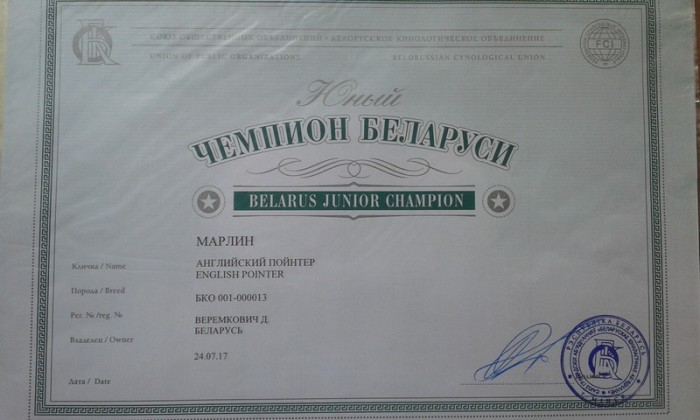 СОЮЗ ОБЩЕСТВЕННЫХ ОБЪЕДИНЕНИЙ • БЕЛОРУССКОЕ КИНОЛОГИЧЕСКОЕ ОБЪЕДИНЕНИЕ
UNION OF PUBLIC ORGANIZATIONS BELORUSSIAN CYNOLOGICAL UNION
FCI
Юный
ЧЕМПИОН БЕЛАРУСИ
BELARUS JUNIOR CHAMPION
МАРЛИН
Кличка / Name
АНГЛИЙСКИЙ ПОЙНТЕР
ENGLISH POINTER
Порода / Breed
БКО 001-000013
Рег. № /reg. №
ВЕРЕМКОВИЧ Д.
БЕЛАРУСЬ
Владелец / Owner
24.07.17
Дата / Date
РЭСПУБЛІКА БЕЛАРУСЬ